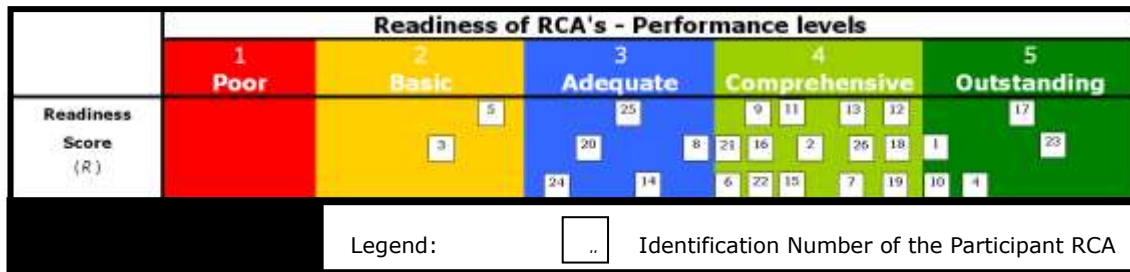 Readiness of RCA's - Performance levels
1 2 3 4 5
Poor Basic Adequate Comprehensive Outstanding
Readiness
Score
(R)
5 25 9 11 13 12 17
3 20 8 21 16 2 26 18 1 23
24 14 6 22 15 7 19 10 4
Legend: ,, Identification Number of the Participant RCA